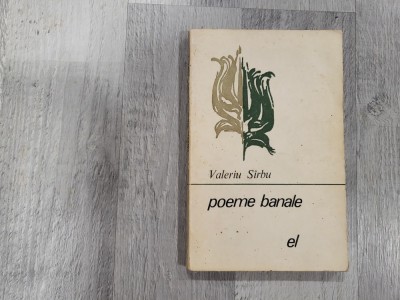 Valeriu Sîrbu
poeme banale
el